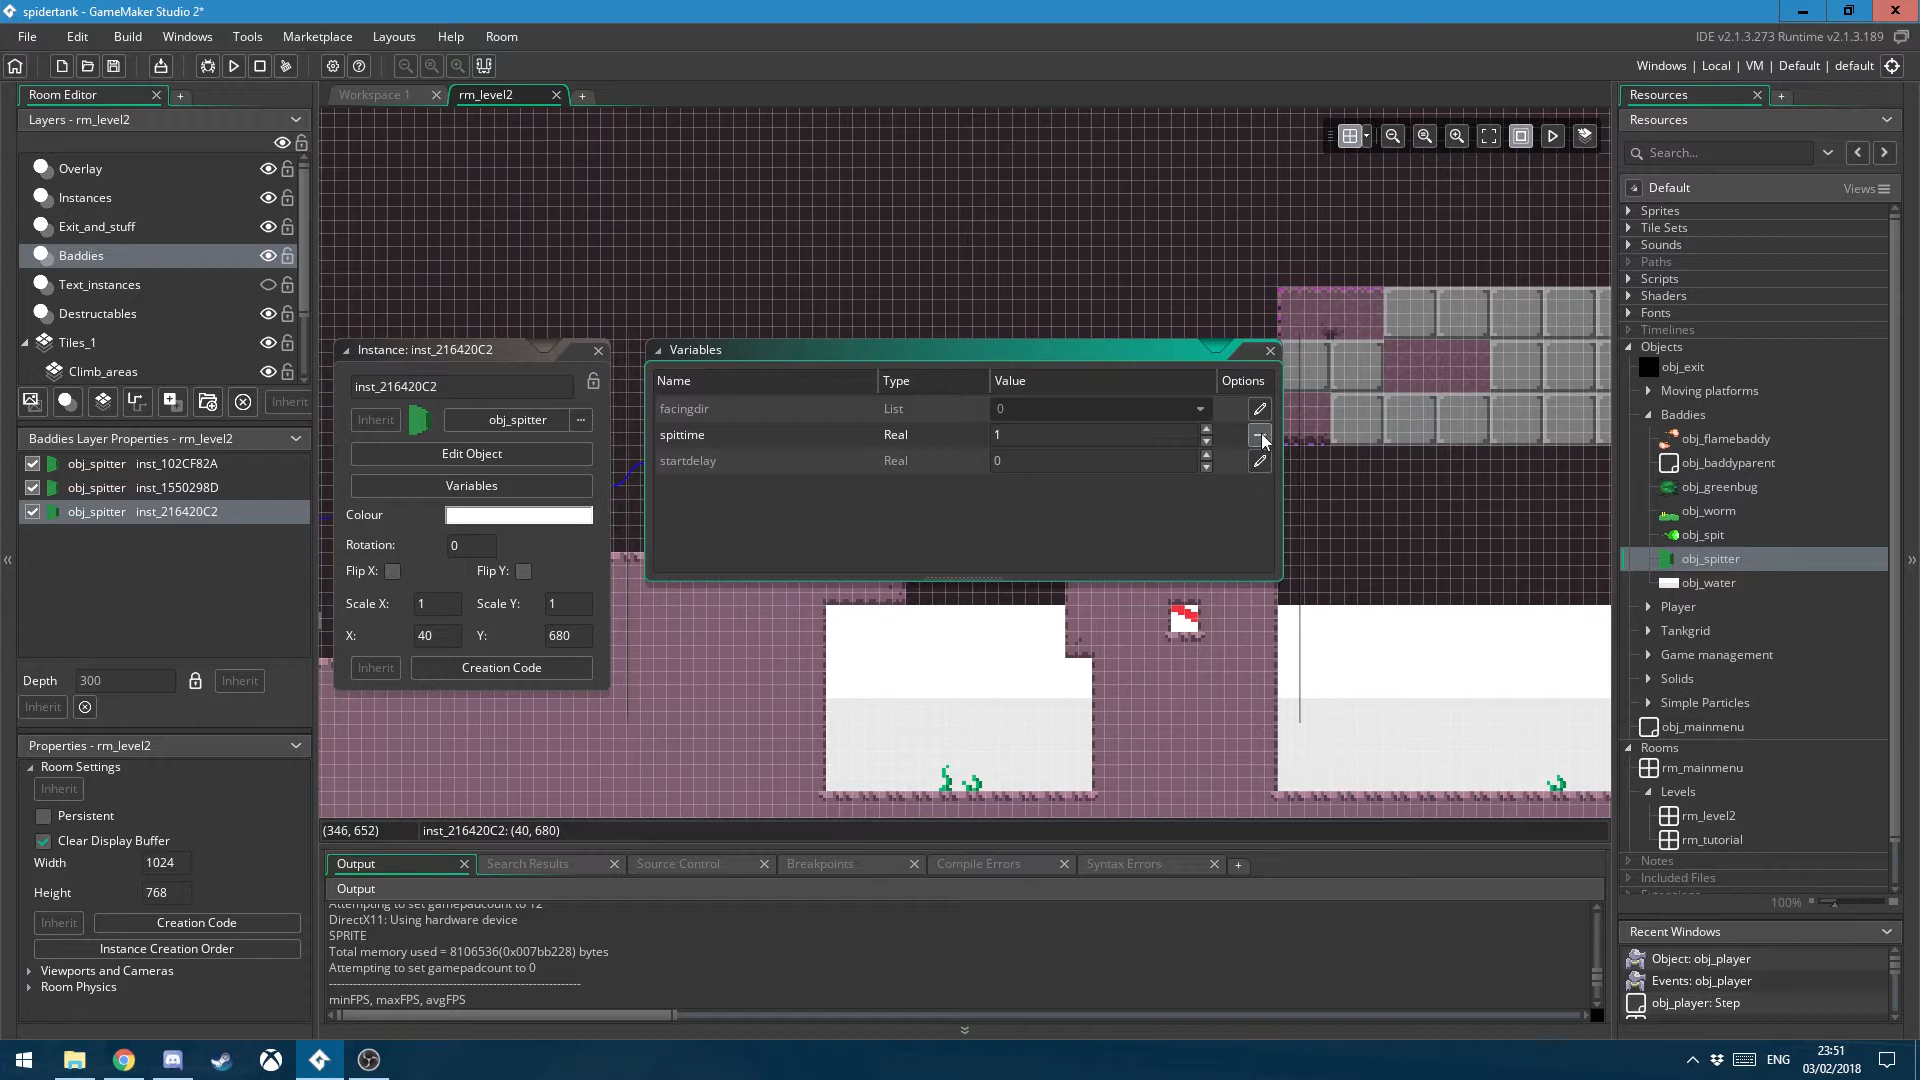 spidertank - GameMaker Studio 2*
File Edit Build Windows Tools Marketplace Layouts Help Room
IDE v2.1.3.273 Runtime v2.1.3.189
Windows | Local | VM | Default | default
Room Editor
Layers - rm_level2
Overlay
Instances
Exit_and_stuff
Baddies
Text_instances
Destructables
Tiles_1
Climb_areas
Inherit
Baddies Layer Properties - rm_level2
obj_spitter inst_102CF82A
obj_spitter inst_1550298D
obj_spitter inst_216420C2
Depth 300 Inherit
Inherit
Properties - rm_level2
Room Settings
Inherit
Persistent
Clear Display Buffer
Width 1024
Height 768
Inherit Creation Code
Instance Creation Order
Viewports and Cameras
Room Physics
Workspace 1 rm_level2
Instance: inst_216420C2
inst_216420C2
Inherit obj_spitter ...
Edit Object
Variables
Colour
Rotation: 0
Flip X: Flip Y:
Scale X: 1 Scale Y: 1
X: 40 Y: 680
Inherit Creation Code
Variables
Name Type Value Options
facingdir List 0
spittime Real 1
startdelay Real 0
(346, 652) inst_216420C2: (40, 680)
Output Search Results Source Control Breakpoints Compile Errors Syntax Errors
Output
Attempting to set gamepadcount to 12
DirectX11: Using hardware device
SPRITE
Total memory used = 8106536(0x007bb228) bytes
Attempting to set gamepadcount to 0
minFPS, maxFPS, avgFPS
Resources
Resources
Search...
Default Views
Sprites
Tile Sets
Sounds
Paths
Scripts
Shaders
Fonts
Timelines
Objects
obj_exit
Moving platforms
Baddies
obj_flamebaddy
obj_baddyparent
obj_greenbug
obj_worm
obj_spit
obj_spitter
obj_water
Player
Tankgrid
Game management
Solids
Simple Particles
obj_mainmenu
Rooms
rm_mainmenu
Levels
rm_level2
rm_tutorial
Notes
Included Files
100%
Recent Windows
Object: obj_player
Events: obj_player
obj_player: Step
ENG
23:51
03/02/2018